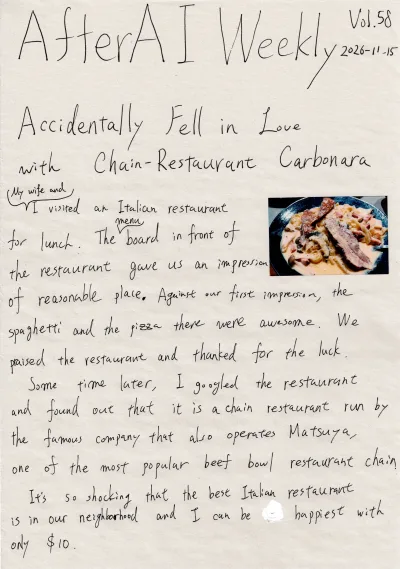 AfterAI Weekly
Vol.58
2026-11-15
Accidentally Fell in Love
with Chain-Restaurant Carbonara
My wife and
I visited an Italian restaurant
menu
for lunch. The board in front of
the restaurant gave us an impression
of reasonable place. Against our first impression, the
spaghetti and the pizza there were awesome. We
praised the restaurant and thanked for the luck.
Some time later, I googled the restaurant
and found out that it is a chain restaurant run by
the famous company that also operates Matsuya,
one of the most popular beef bowl restaurant chain.
It's so shocking that the best Italian restaurant
is in our neighborhood and I can be happiest with
only $10.